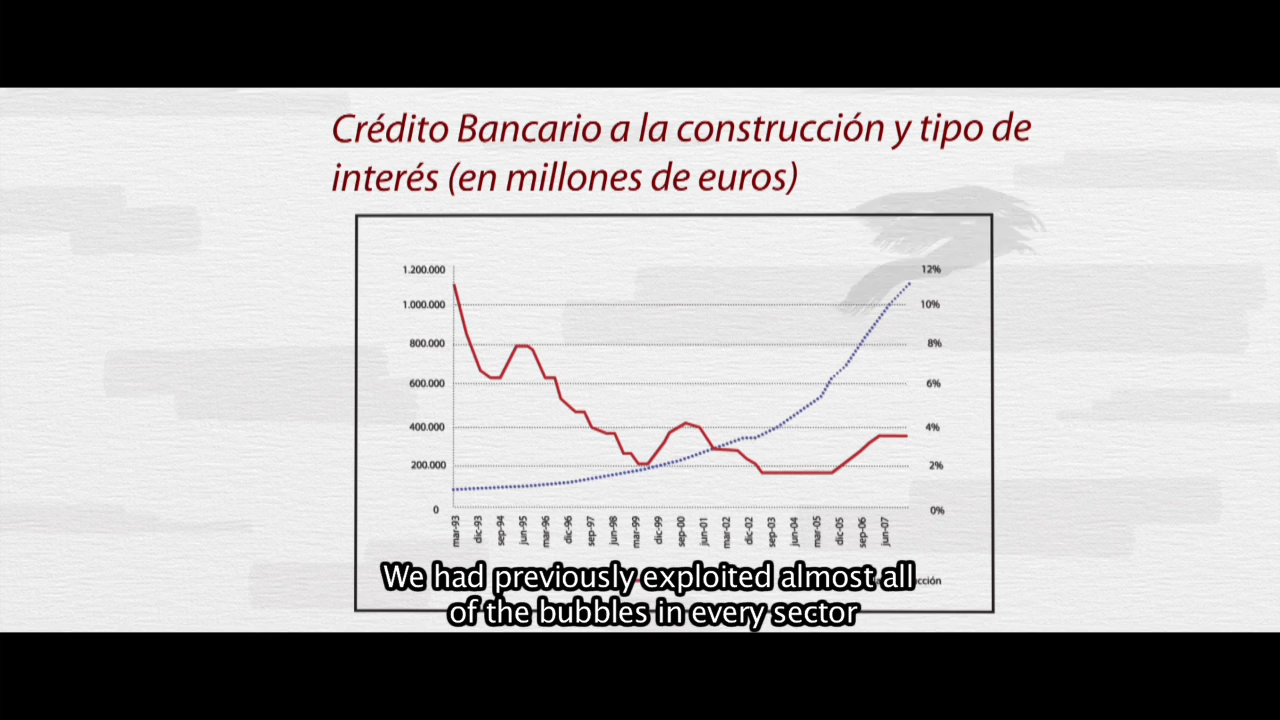 Crédito Bancario a la construcción y tipo de
interés (en millones de euros)
1.200.000 12%
1.000.000 10%
800.000 8%
600.000 6%
400.000 4%
200.000 2%
0 0%
mar-93 dic-93 sep-94 jun-95 mar-96 dic-96 sep-97 jun-98 mar-99 dic-99 sep-00 jun-01 mar-02 dic-02 sep-03 jun-04 mar-05 dic-05 sep-06 jun-07
We had previously exploited almost all
of the bubbles in every sector